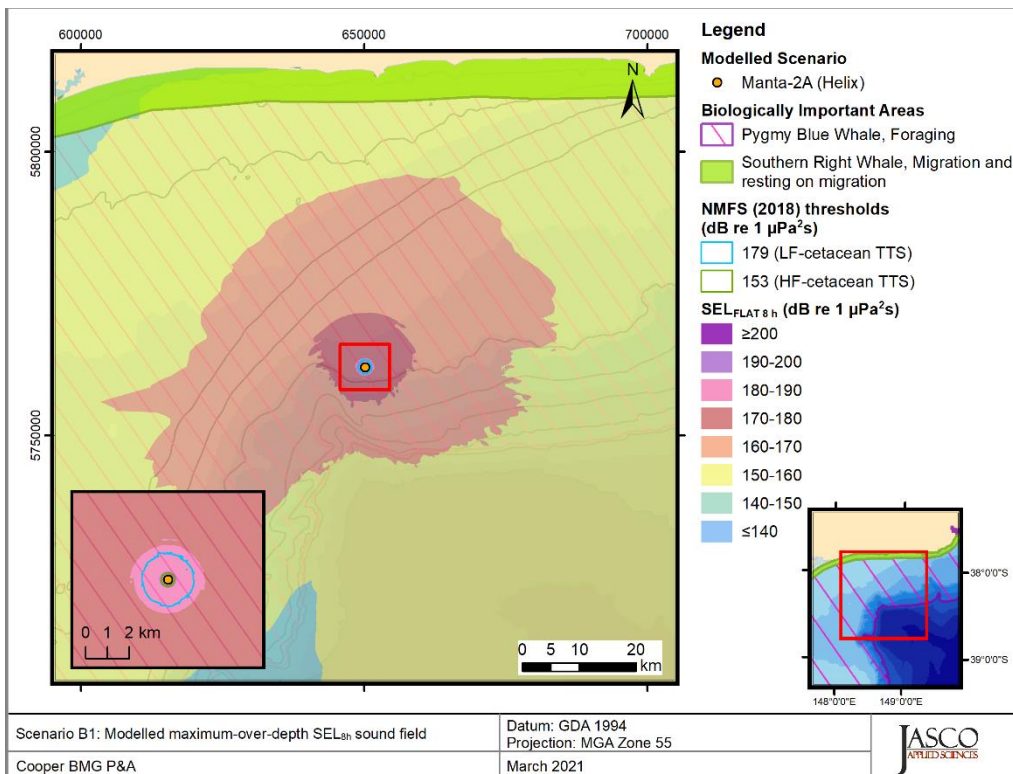 600000
650000
700000
5800000
5750000
N
0 1 2 km
0 5 10 20
km
Legend
Modelled Scenario
Manta-2A (Helix)
Biologically Important Areas
Pygmy Blue Whale, Foraging
Southern Right Whale, Migration and
resting on migration
NMFS (2018) thresholds
(dB re 1 µPa²s)
179 (LF-cetacean TTS)
153 (HF-cetacean TTS)
SEL_FLAT 8 h (dB re 1 µPa²s)
≥200
190-200
180-190
170-180
160-170
150-160
140-150
≤140
38°0'0"S
39°0'0"S
148°0'0"E
149°0'0"E
Scenario B1: Modelled maximum-over-depth SEL8h sound field
Cooper BMG P&A
Datum: GDA 1994
Projection: MGA Zone 55
March 2021
JASCO
APPLIED SCIENCES